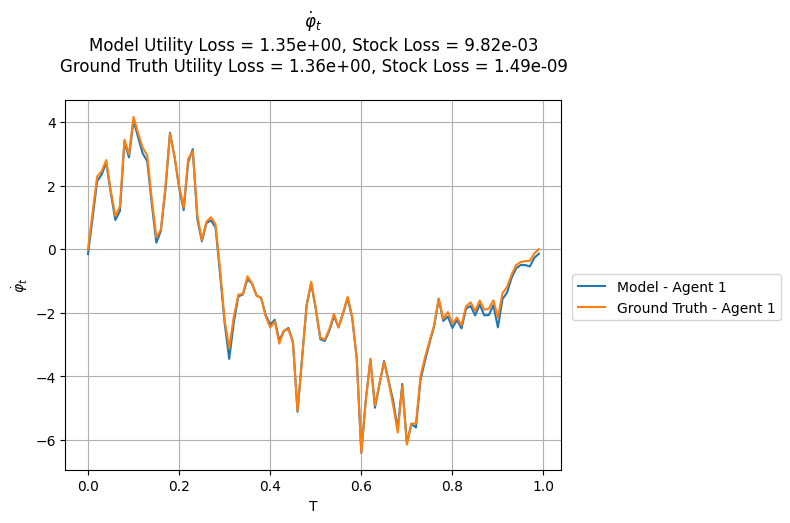 φ̇ₜ
Model Utility Loss = 1.35e+00, Stock Loss = 9.82e-03
Ground Truth Utility Loss = 1.36e+00, Stock Loss = 1.49e-09
4
2
0
−2
−4
−6
φ̇ₜ
0.0 0.2 0.4 0.6 0.8 1.0
T
Model - Agent 1
Ground Truth - Agent 1